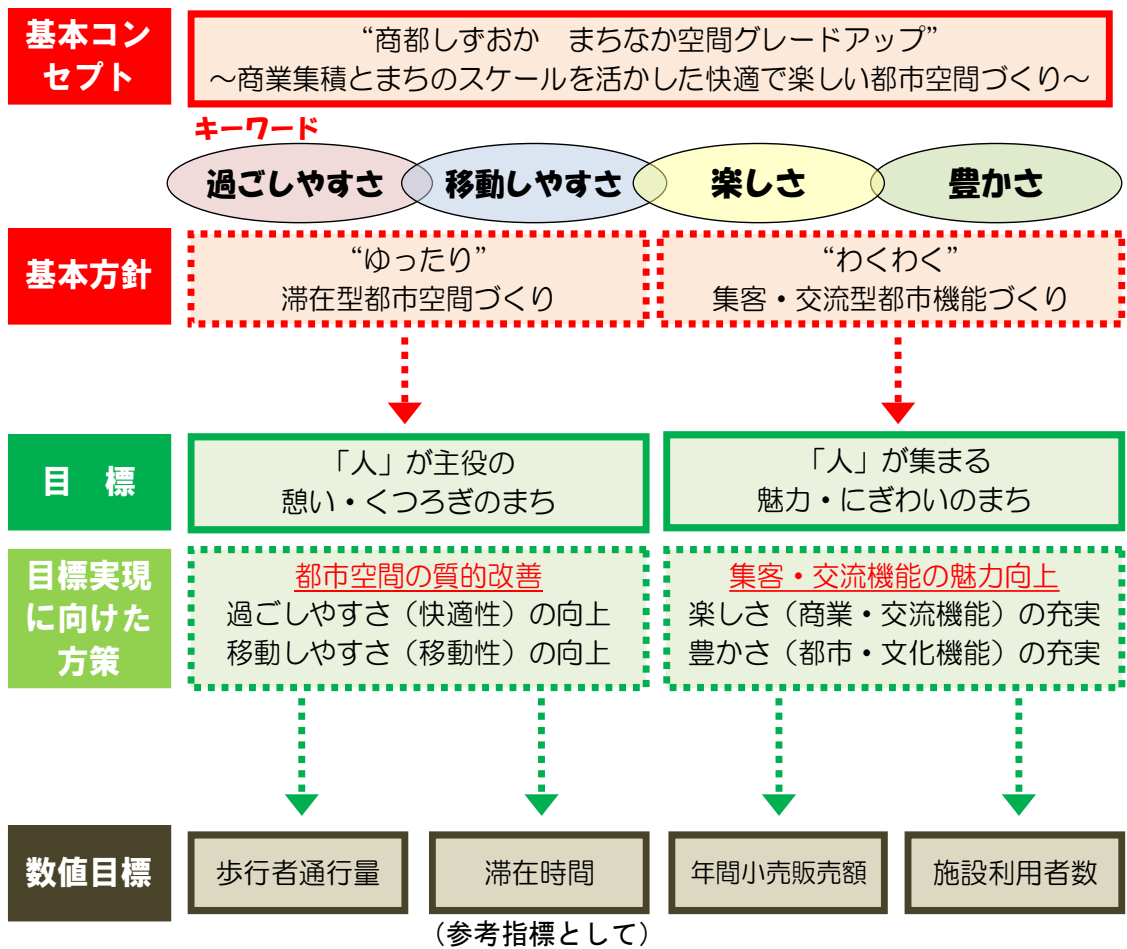 基本コン
セプト
“商都しずおか　まちなか空間グレードアップ”
～商業集積とまちのスケールを活かした快適で楽しい都市空間づくり～
キーワード
過ごしやすさ
移動しやすさ
楽しさ
豊かさ
基本方針
“ゆったり”
滞在型都市空間づくり
“わくわく”
集客・交流型都市機能づくり
目　標
「人」が主役の
憩い・くつろぎのまち
「人」が集まる
魅力・にぎわいのまち
目標実現
に向けた
方策
都市空間の質的改善
過ごしやすさ（快適性）の向上
移動しやすさ（移動性）の向上
集客・交流機能の魅力向上
楽しさ（商業・交流機能）の充実
豊かさ（都市・文化機能）の充実
数値目標
歩行者通行量
滞在時間
年間小売販売額
施設利用者数
（参考指標として）